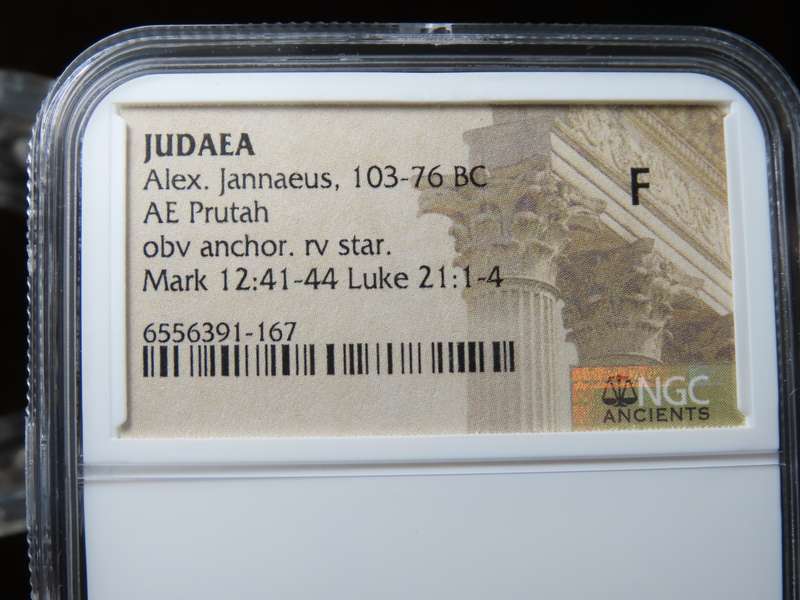 JUDAEA
Alex. Jannaeus, 103-76 BC
F
AE Prutah
obv anchor. rv star.
Mark 12:41-44 Luke 21:1-4
6556391-167
NGC
ANCIENTS